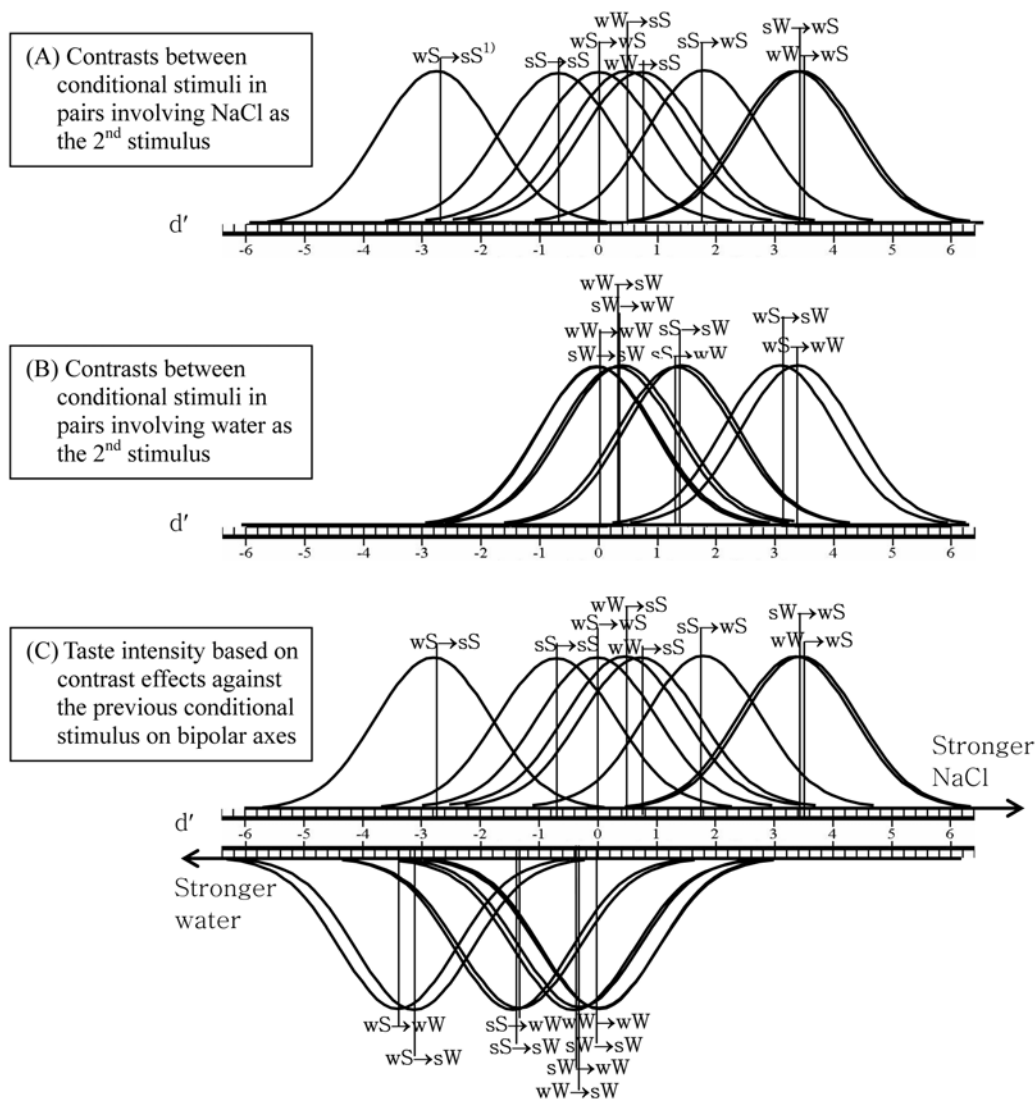 (A) Contrasts between
conditional stimuli in
pairs involving NaCl as
the 2nd stimulus
wW→sS
sW→wS
wS→wS
sS→wS
wS→sS1)
sS→sS
wW→sS
wW→wS
d′
-6 -5 -4 -3 -2 -1 0 1 2 3 4 5 6
(B) Contrasts between
conditional stimuli in
pairs involving water as
the 2nd stimulus
wW→sW
sW→wW
wS→sW
wW→wW
sS→sW
sW→sW
sS→wW
wS→wW
d′
-6 -5 -4 -3 -2 -1 0 1 2 3 4 5 6
(C) Taste intensity based on
contrast effects against
the previous conditional
stimulus on bipolar axes
wW→sS
sW→wS
wS→wS
sS→wS
wS→sS
sS→sS
wW→sS
wW→wS
Stronger
NaCl
d′
-6 -5 -4 -3 -2 -1 0 1 2 3 4 5 6
Stronger
water
wS→wW
sS→wW
wW→wW
wS→sW
sS→sW
sW→sW
sW→wW
wW→sW